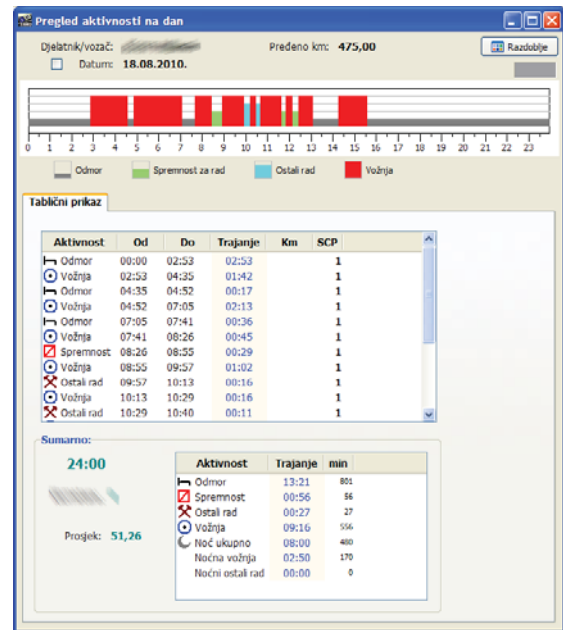 Pregled aktivnosti na dan
Djelatnik/vozač: Pređeno km: 475,00 Razdoblje
Datum: 18.08.2010.
0 1 2 3 4 5 6 7 8 9 10 11 12 13 14 15 16 17 18 19 20 21 22 23
Odmor Spremnost za rad Ostali rad Vožnja
Tablični prikaz
Aktivnost Od Do Trajanje Km SCP
Odmor 00:00 02:53 02:53 1
Vožnja 02:53 04:35 01:42 1
Odmor 04:35 04:52 00:17 1
Vožnja 04:52 07:05 02:13 1
Odmor 07:05 07:41 00:36 1
Vožnja 07:41 08:26 00:45 1
Spremnost 08:26 08:55 00:29 1
Vožnja 08:55 09:57 01:02 1
Ostali rad 09:57 10:13 00:16 1
Vožnja 10:13 10:29 00:16 1
Ostali rad 10:29 10:40 00:11 1
Sumarno:
24:00
Prosjek: 51,26
Aktivnost Trajanje min
Odmor 13:21 801
Spremnost 00:56 56
Ostali rad 00:27 27
Vožnja 09:16 556
Noć ukupno 08:00 480
Noćna vožnja 02:50 170
Noćni ostali rad 00:00 0